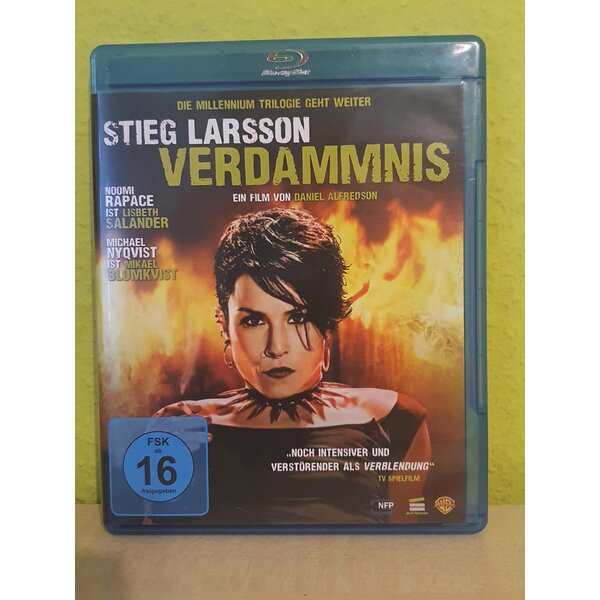 Blu-ray Disc
DIE MILLENNIUM TRILOGIE GEHT WEITER
STIEG LARSSON
VERDAMMNIS
EIN FILM VON DANIEL ALFREDSON
NOOMI
RAPACE
IST LISBETH
SALANDER
MICHAEL
NYQVIST
IST MIKAEL
BLOMKVIST
FSK
ab
16
freigegeben
„NOCH INTENSIVER UND
VERSTÖRENDER ALS VERBLENDUNG“
TV SPIELFILM
NFP